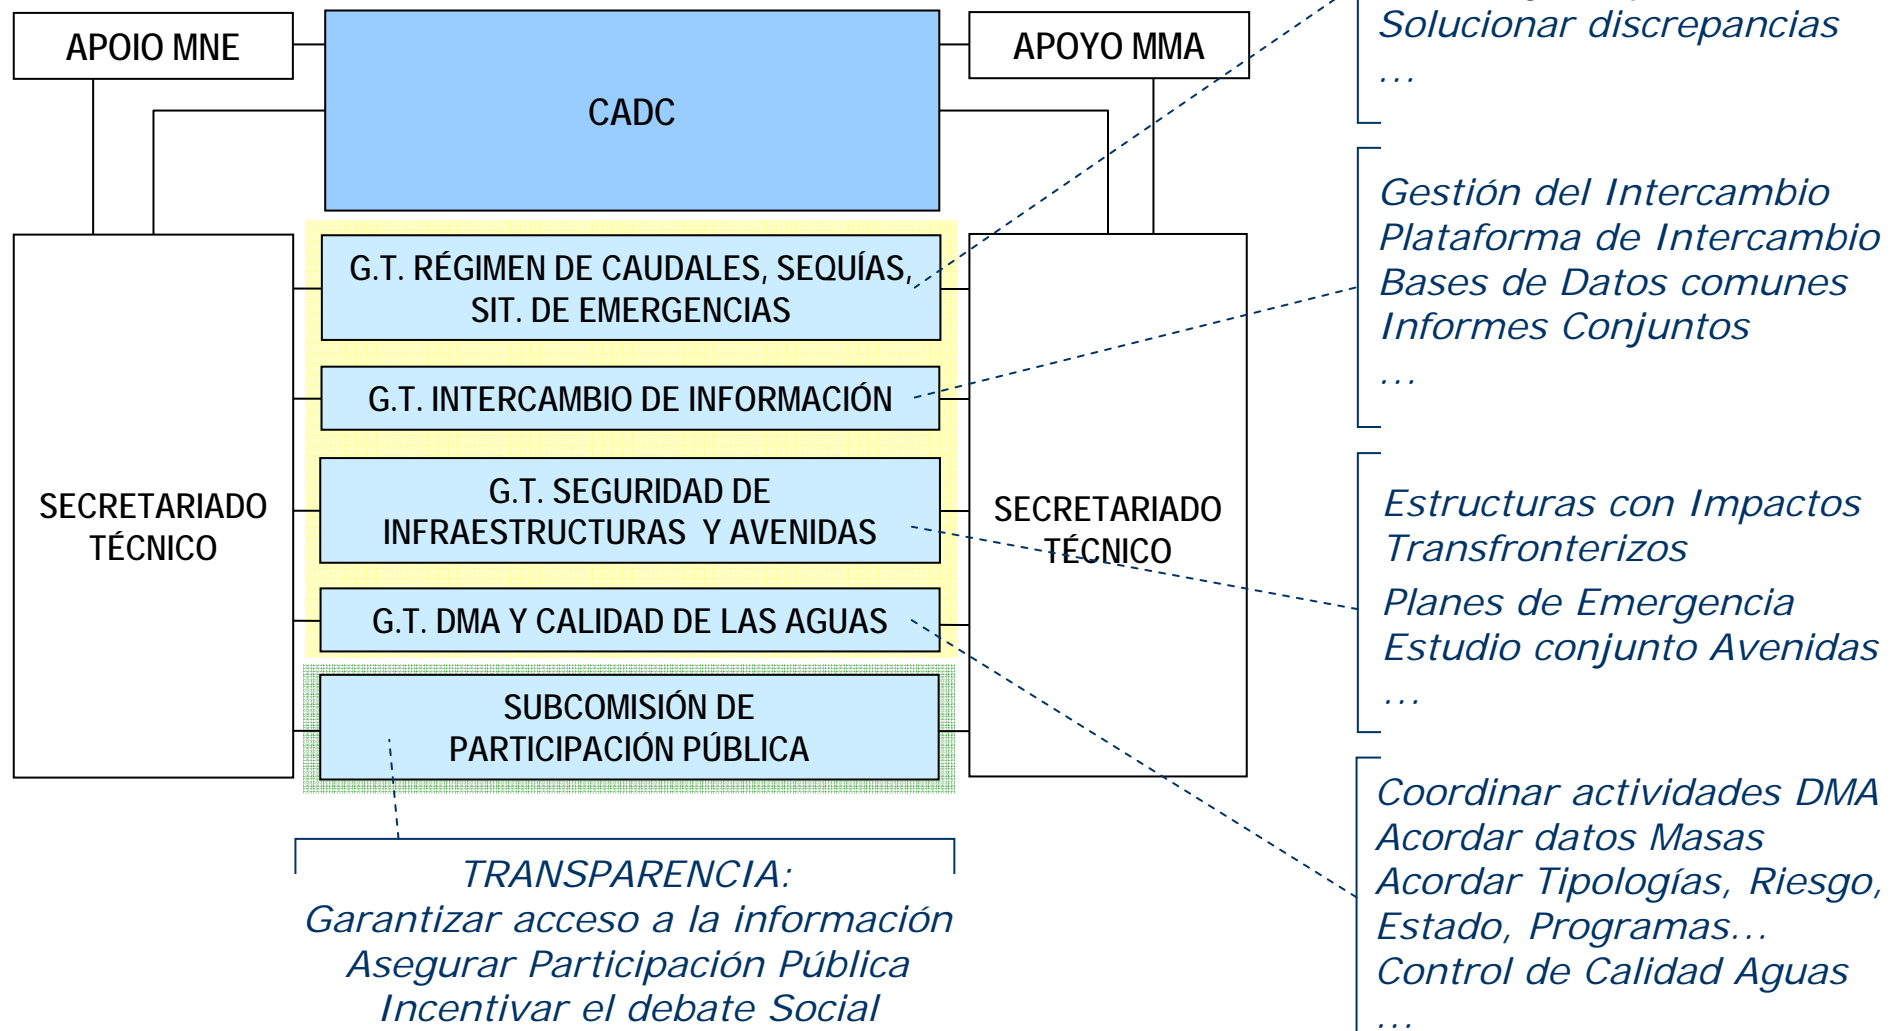 APOIO MNE
CADC
APOYO MMA
SECRETARIADO
TÉCNICO
G.T. RÉGIMEN DE CAUDALES, SEQUÍAS,
SIT. DE EMERGENCIAS
G.T. INTERCAMBIO DE INFORMACIÓN
G.T. SEGURIDAD DE
INFRAESTRUCTURAS Y AVENIDAS
G.T. DMA Y CALIDAD DE LAS AGUAS
SUBCOMISIÓN DE
PARTICIPACIÓN PÚBLICA
SECRETARIADO
TÉCNICO
TRANSPARENCIA:
Garantizar acceso a la información
Asegurar Participación Pública
Incentivar el debate Social
Solucionar discrepancias
...
Gestión del Intercambio
Plataforma de Intercambio
Bases de Datos comunes
Informes Conjuntos
...
Estructuras con Impactos
Transfronterizos
Planes de Emergencia
Estudio conjunto Avenidas
...
Coordinar actividades DMA
Acordar datos Masas
Acordar Tipologías, Riesgo,
Estado, Programas...
Control de Calidad Aguas
...